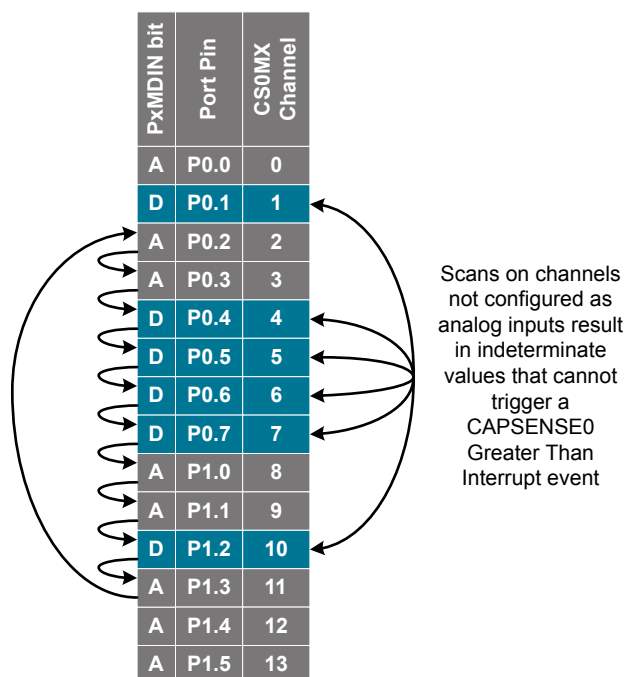 PxMDIN bit
Port Pin
CS0MX
Channel
A P0.0 0
D P0.1 1
A P0.2 2
A P0.3 3
D P0.4 4
D P0.5 5
D P0.6 6
D P0.7 7
A P1.0 8
A P1.1 9
D P1.2 10
A P1.3 11
A P1.4 12
A P1.5 13
Scans on channels
not configured as
analog inputs result
in indeterminate
values that cannot
trigger a
CAPSENSE0
Greater Than
Interrupt event